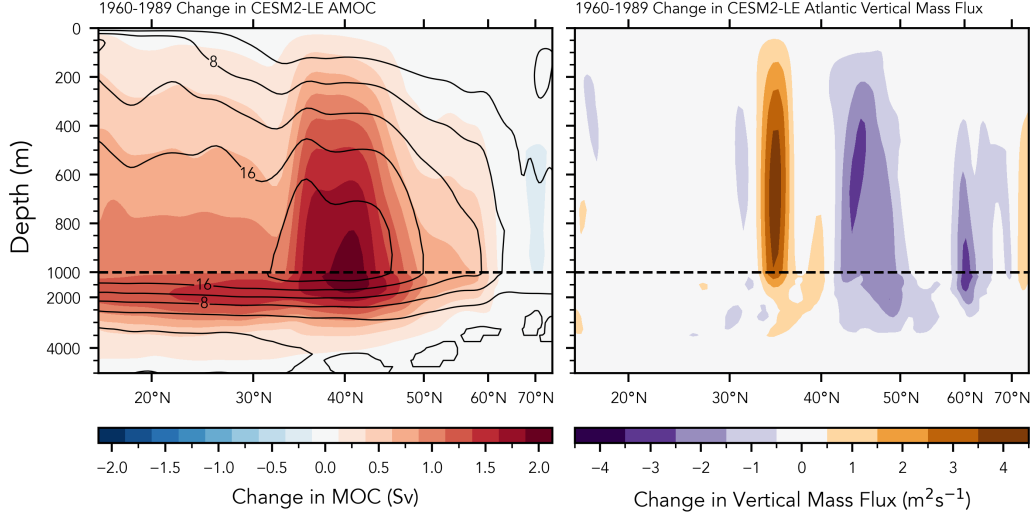 1960-1989 Change in CESM2-LE AMOC
1960-1989 Change in CESM2-LE Atlantic Vertical Mass Flux
Depth (m)
0
200
400
600
800
1000
2000
4000
8
16
16
8
20°N 30°N 40°N 50°N 60°N 70°N
20°N 30°N 40°N 50°N 60°N 70°N
−2.0 −1.5 −1.0 −0.5 0.0 0.5 1.0 1.5 2.0
Change in MOC (Sv)
−4 −3 −2 −1 0 1 2 3 4
Change in Vertical Mass Flux (m²s⁻¹)